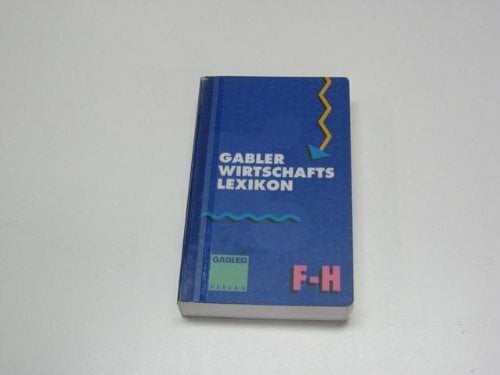 GABLER
WIRTSCHAFTS
LEXIKON
GABLER
VERLAG
F-H